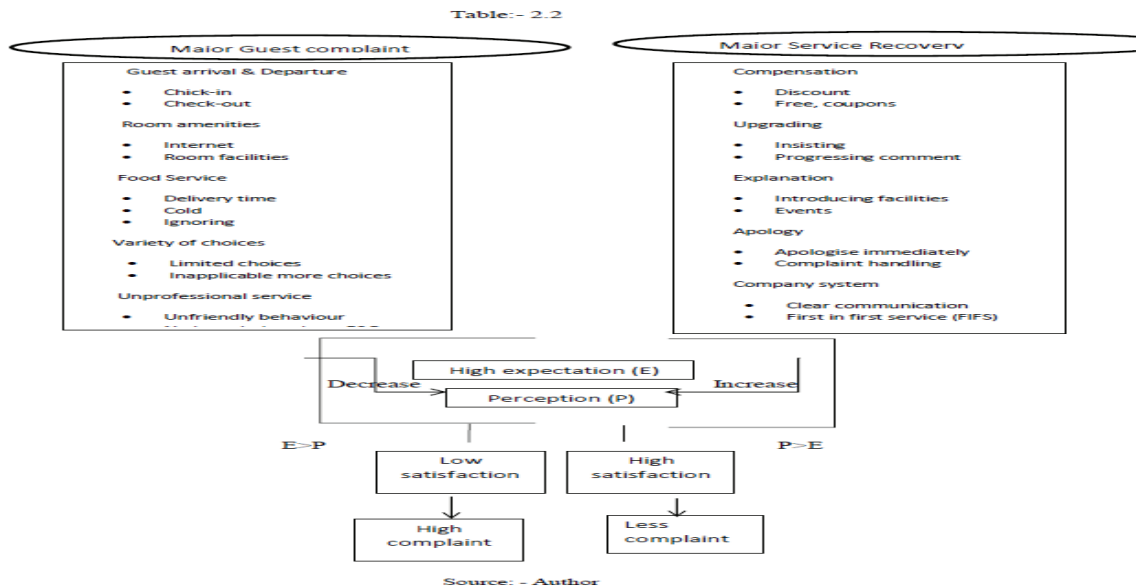 Table:- 2.2
Major Guest complaint
Guest arrival & Departure
• Chick-in
• Check-out
Room amenities
• Internet
• Room facilities
Food Service
• Delivery time
• Cold
• Ignoring
Variety of choices
• Limited choices
• Inapplicable more choices
Unprofessional service
• Unfriendly behaviour
Major Service Recovery
Compensation
• Discount
• Free, coupons
Upgrading
• Insisting
• Progressing comment
Explanation
• Introducing facilities
• Events
Apology
• Apologise immediately
• Complaint handling
Company system
• Clear communication
• First in first service (FIFS)
High expectation (E)
Decrease
Increase
Perception (P)
E>P
P>E
Low
satisfaction
High
satisfaction
High
complaint
Less
complaint
Source: - Author